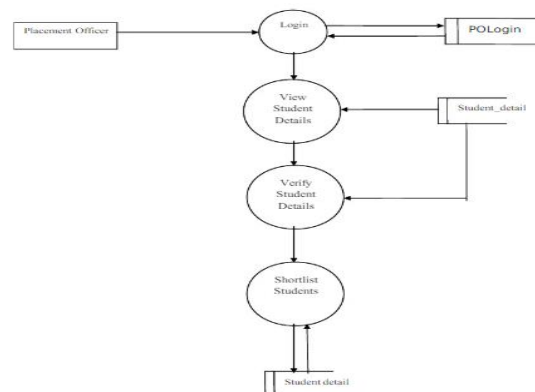 Placement Officer
Login
POLogin
View
Student
Details
Student_detail
Verify
Student
Details
Shortlist
Students
Student detail